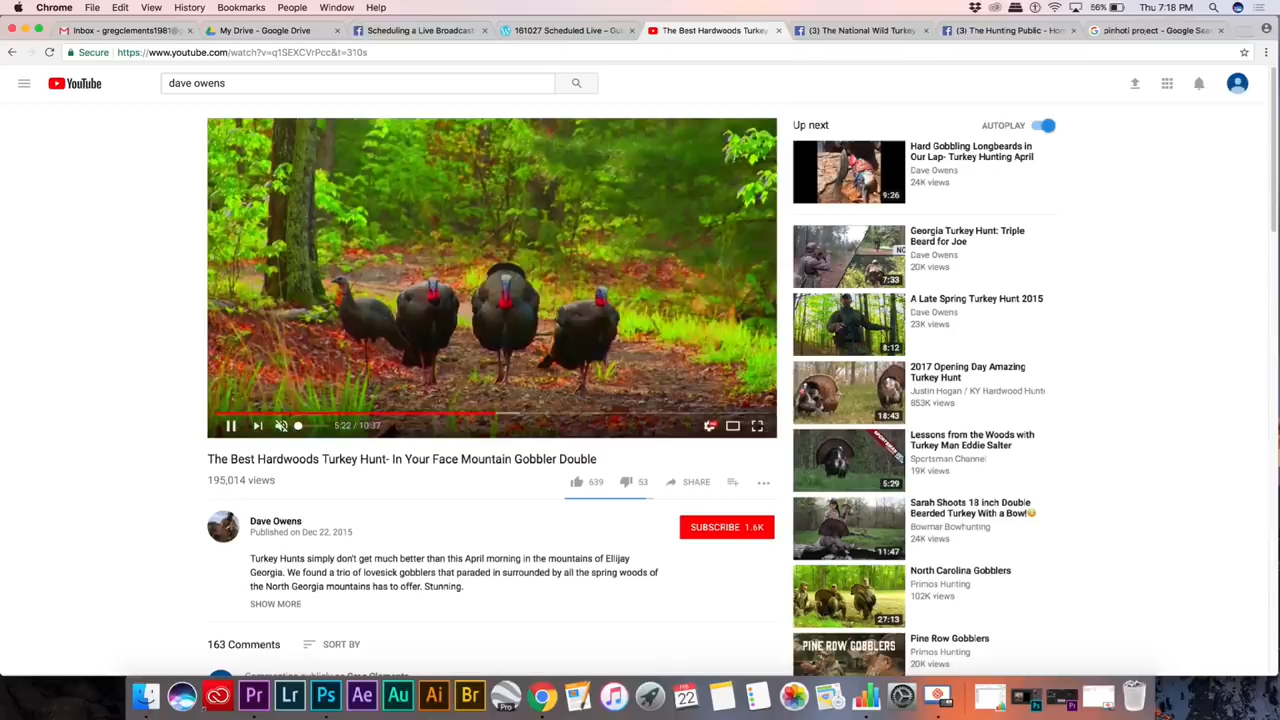 Chrome File Edit View History Bookmarks People Window Help
56% Thu 7:18 PM
Inbox - gregclements1981@g
My Drive - Google Drive
Scheduling a Live Broadcast
161027 Scheduled Live – Goo
The Best Hardwoods Turkey
(3) The National Wild Turkey
(3) The Hunting Public - Hom
pinhoti project - Google Sear
Secure https://www.youtube.com/watch?v=q1SEXCVrPcc&t=310s
YouTube
dave owens
Up next
AUTOPLAY
Hard Gobbling Longbeards in
Our Lap- Turkey Hunting April
Dave Owens
24K views
9:26
Georgia Turkey Hunt: Triple
Beard for Joe
Dave Owens
20K views
NO
7:33
A Late Spring Turkey Hunt 2015
Dave Owens
23K views
8:12
2017 Opening Day Amazing
Turkey Hunt
Justin Hogan / KY Hardwood Hunte
853K views
18:43
Lessons from the Woods with
Turkey Man Eddie Salter
Sportsman Channel
19K views
5:29
Sarah Shoots 18 inch Double
Bearded Turkey With a Bow!
Bowmar Bowhunting
24K views
11:47
North Carolina Gobblers
Primos Hunting
102K views
27:13
Pine Row Gobblers
Primos Hunting
20K views
PINE ROW GOBBLERS
5:22 / 10:37
The Best Hardwoods Turkey Hunt- In Your Face Mountain Gobbler Double
195,014 views
639
53
SHARE
Dave Owens
Published on Dec 22, 2015
SUBSCRIBE 1.6K
Turkey Hunts simply don't get much better than this April morning in the mountains of Ellijay
Georgia. We found a trio of lovesick gobblers that paraded in surrounded by all the spring woods of
the North Georgia mountains has to offer. Stunning.
SHOW MORE
163 Comments
SORT BY
Commenting publicly as Greg Clements
Pr
Lr
Ps
Ae
Au
Ai
Br
Pro
22